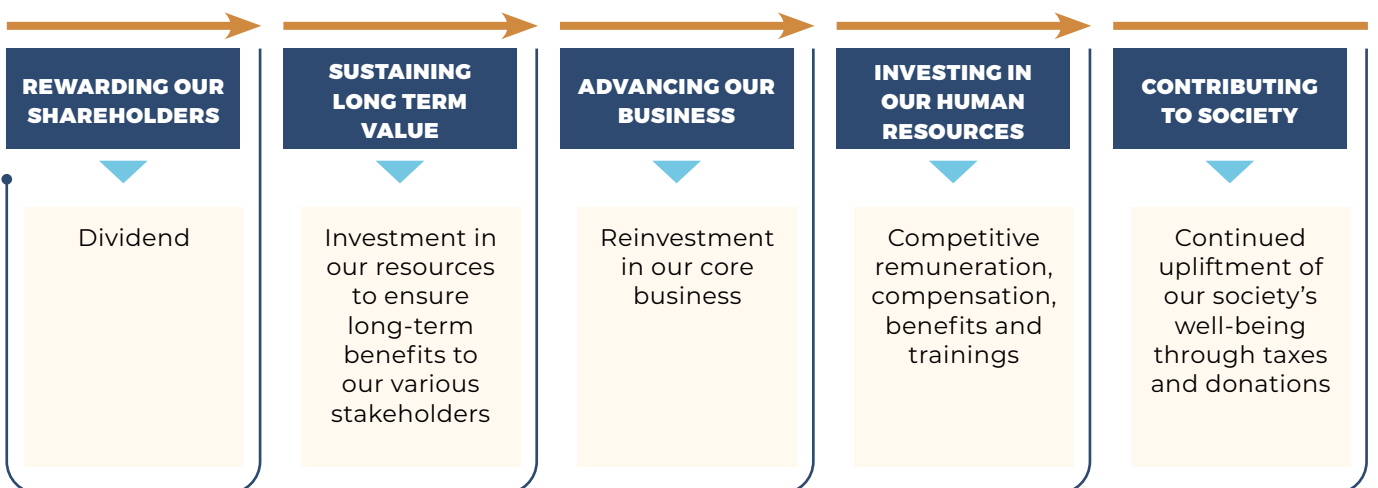 REWARDING OUR
SHAREHOLDERS
Dividend
SUSTAINING
LONG TERM
VALUE
Investment in
our resources
to ensure
long-term
benefits to
our various
stakeholders
ADVANCING OUR
BUSINESS
Reinvestment
in our core
business
INVESTING IN
OUR HUMAN
RESOURCES
Competitive
remuneration,
compensation,
benefits and
trainings
CONTRIBUTING
TO SOCIETY
Continued
upliftment of
our society’s
well-being
through taxes
and donations